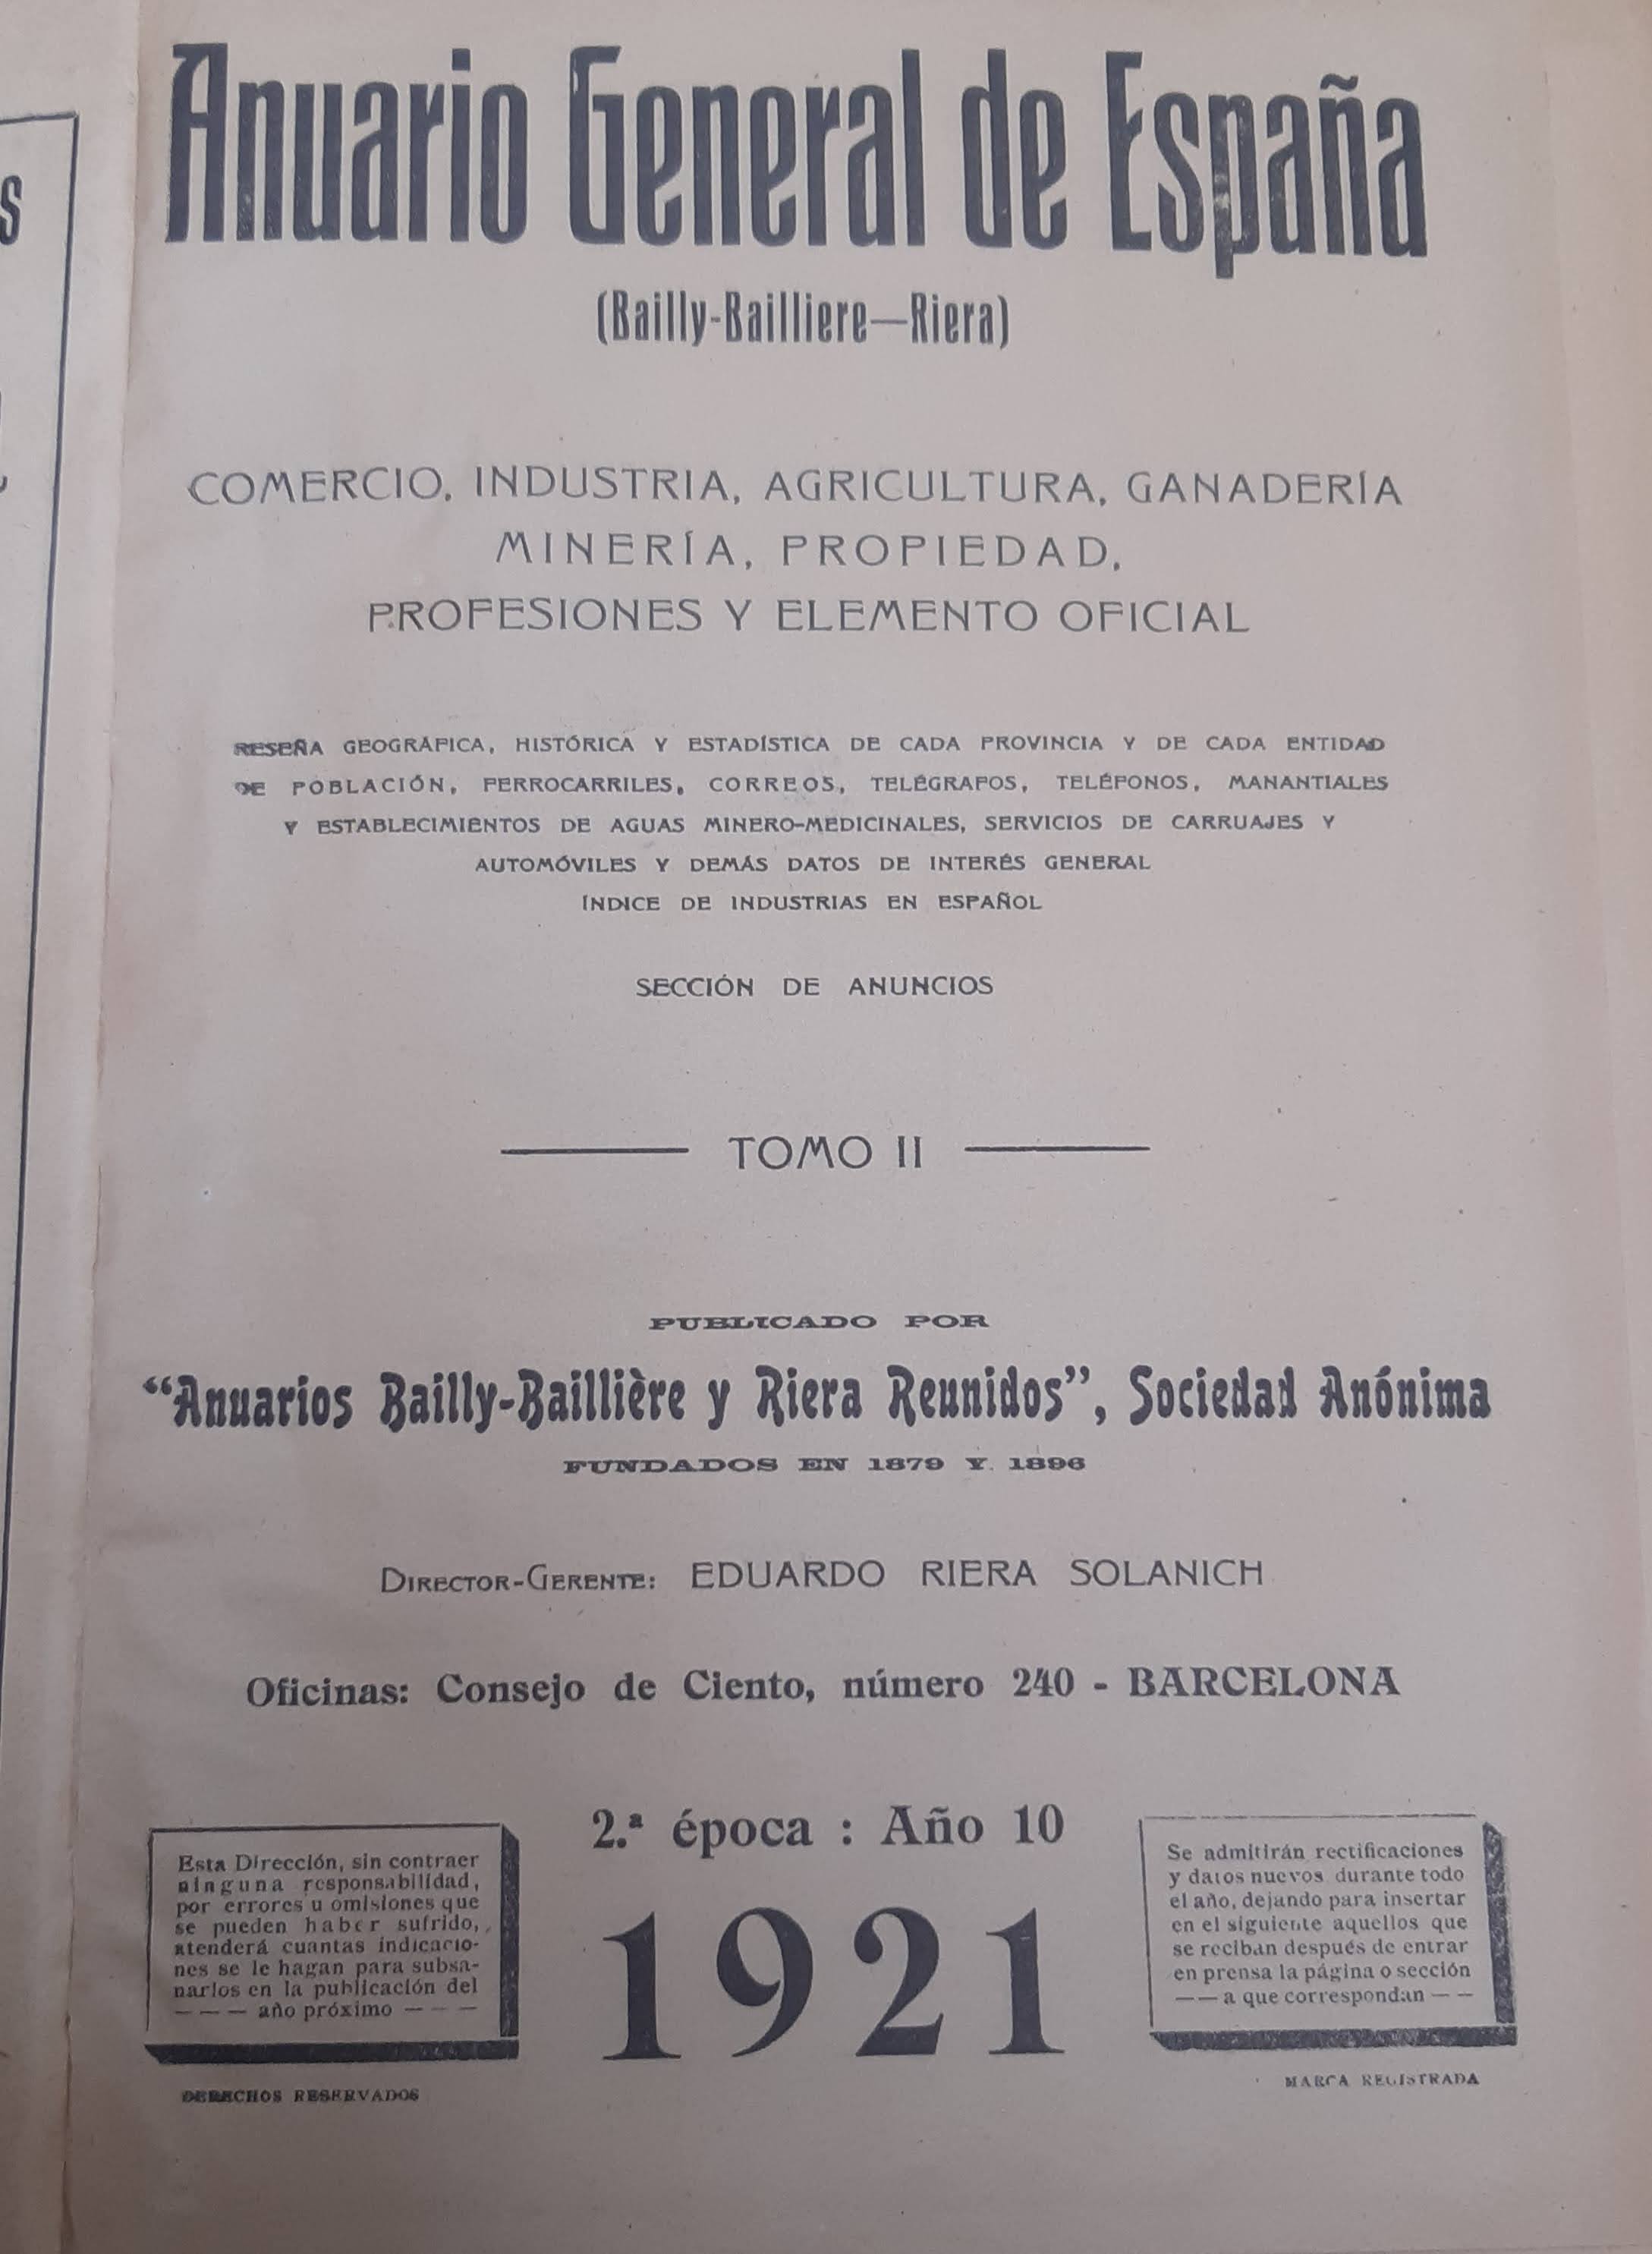 Anuario General de España
(Bailly-Bailliere—Riera)
COMERCIO, INDUSTRIA, AGRICULTURA, GANADERÍA
MINERÍA, PROPIEDAD,
PROFESIONES Y ELEMENTO OFICIAL
RESEÑA GEOGRÁFICA, HISTÓRICA Y ESTADÍSTICA DE CADA PROVINCIA Y DE CADA ENTIDAD
DE POBLACIÓN, FERROCARRILES, CORREOS, TELÉGRAFOS, TELÉFONOS, MANANTIALES
Y ESTABLECIMIENTOS DE AGUAS MINERO-MEDICINALES, SERVICIOS DE CARRUAJES Y
AUTOMÓVILES Y DEMÁS DATOS DE INTERÉS GENERAL
ÍNDICE DE INDUSTRIAS EN ESPAÑOL
SECCIÓN DE ANUNCIOS
TOMO II
PUBLICADO POR
“Anuarios Bailly-Baillière y Riera Reunidos”, Sociedad Anónima
FUNDADOS EN 1879 Y 1896
DIRECTOR-GERENTE: EDUARDO RIERA SOLANICH
Oficinas: Consejo de Ciento, número 240 - BARCELONA
2.ª época : Año 10
1921
Esta Dirección, sin contraer
ninguna responsabilidad,
por errores u omisiones que
se pueden haber sufrido,
atenderá cuantas indicacio-
nes se le hagan para subsa-
narlos en la publicación del
— — — año próximo — — —
DERECHOS RESERVADOS
Se admitirán rectificaciones
y datos nuevos durante todo
el año, dejando para insertar
en el siguiente aquellos que
se reciban después de entrar
en prensa la página o sección
— — a que correspondan — —
MARCA REGISTRADA